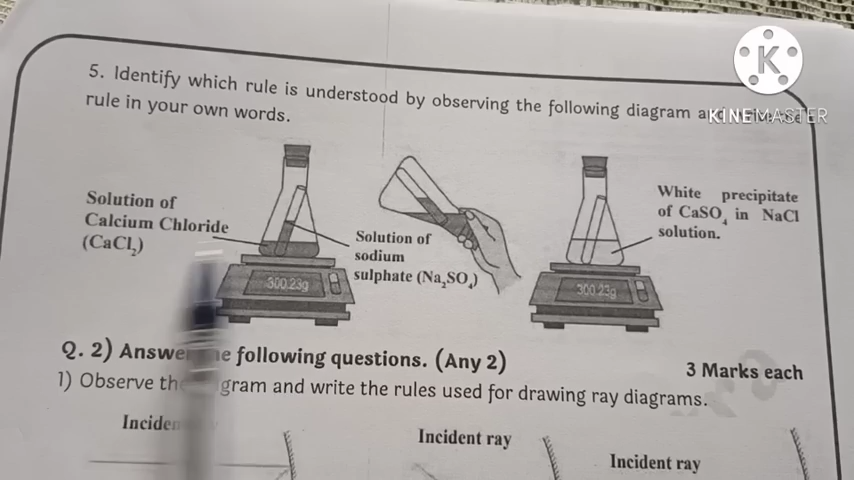 5. Identify which rule is understood by observing the following diagram
rule in your own words.
K
KINEMASTER
Solution of
Calcium Chloride
(CaCl₂)
Solution of
sodium
sulphate (Na₂SO₄)
White precipitate
of CaSO₄ in NaCl
solution.
300.23g
300.23g
Q. 2) Answe e following questions. (Any 2)
3 Marks each
1) Observe th gram and write the rules used for drawing ray diagrams.
Inciden
Incident ray
Incident ray